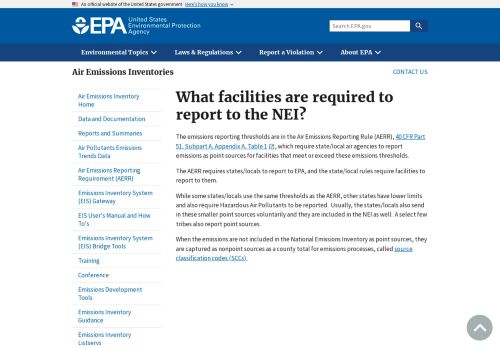 An official website of the United States government Here's how you know
EPA
United States
Environmental Protection
Agency
Search EPA.gov
Environmental Topics
Laws & Regulations
Report a Violation
About EPA
Air Emissions Inventories
CONTACT US
Air Emissions Inventory
Home
Data and Documentation
Reports and Summaries
Air Pollutants Emissions
Trends Data
Air Emissions Reporting
Requirement (AERR)
Emissions Inventory System
(EIS) Gateway
EIS User's Manual and How
To's
Emissions Inventory System
(EIS) Bridge Tools
Training
Conference
Emissions Development
Tools
Emissions Inventory
Guidance
Emissions Inventory
Listservs
What facilities are required to
report to the NEI?
The emissions reporting thresholds are in the Air Emissions Reporting Rule (AERR), 40 CFR Part
51, Subpart A, Appendix A, Table 1, which require state/local air agencies to report
emissions as point sources for facilities that meet or exceed these emissions thresholds.
The AERR requires states/locals to report to EPA, and the state/local rules require facilities to
report to them.
While some states/locals use the same thresholds as the AERR, other states have lower limits
and also require Hazardous Air Pollutants to be reported. Usually, the states/locals also send
in these smaller point sources voluntarily and they are included in the NEI as well. A select few
tribes also report point sources.
When the emissions are not included in the National Emissions Inventory as point sources, they
are captured as nonpoint sources as a county total for emissions processes, called source
classification codes (SCCs).